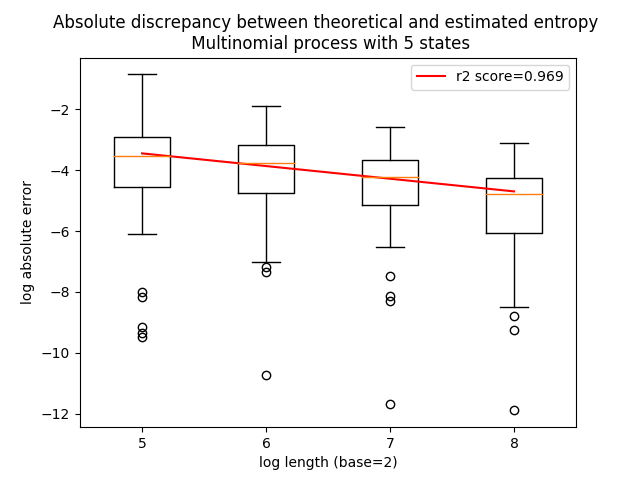 Absolute discrepancy between theoretical and estimated entropy
Multinomial process with 5 states
r2 score=0.969
log absolute error
−2
−4
−6
−8
−10
−12
5 6 7 8
log length (base=2)